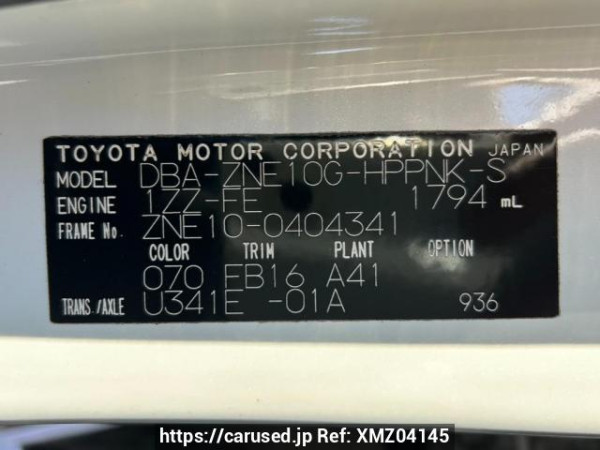 TOYOTA MOTOR CORPORATION JAPAN
MODEL DBA-ZNE10G-HPPNK-S
ENGINE 1ZZ-FE 1794 mL
FRAME No. ZNE10-0404341
COLOR TRIM PLANT OPTION
070 FB16 A41
TRANS./AXLE U341E -01A 936
https://carused.jp Ref: XMZ04145